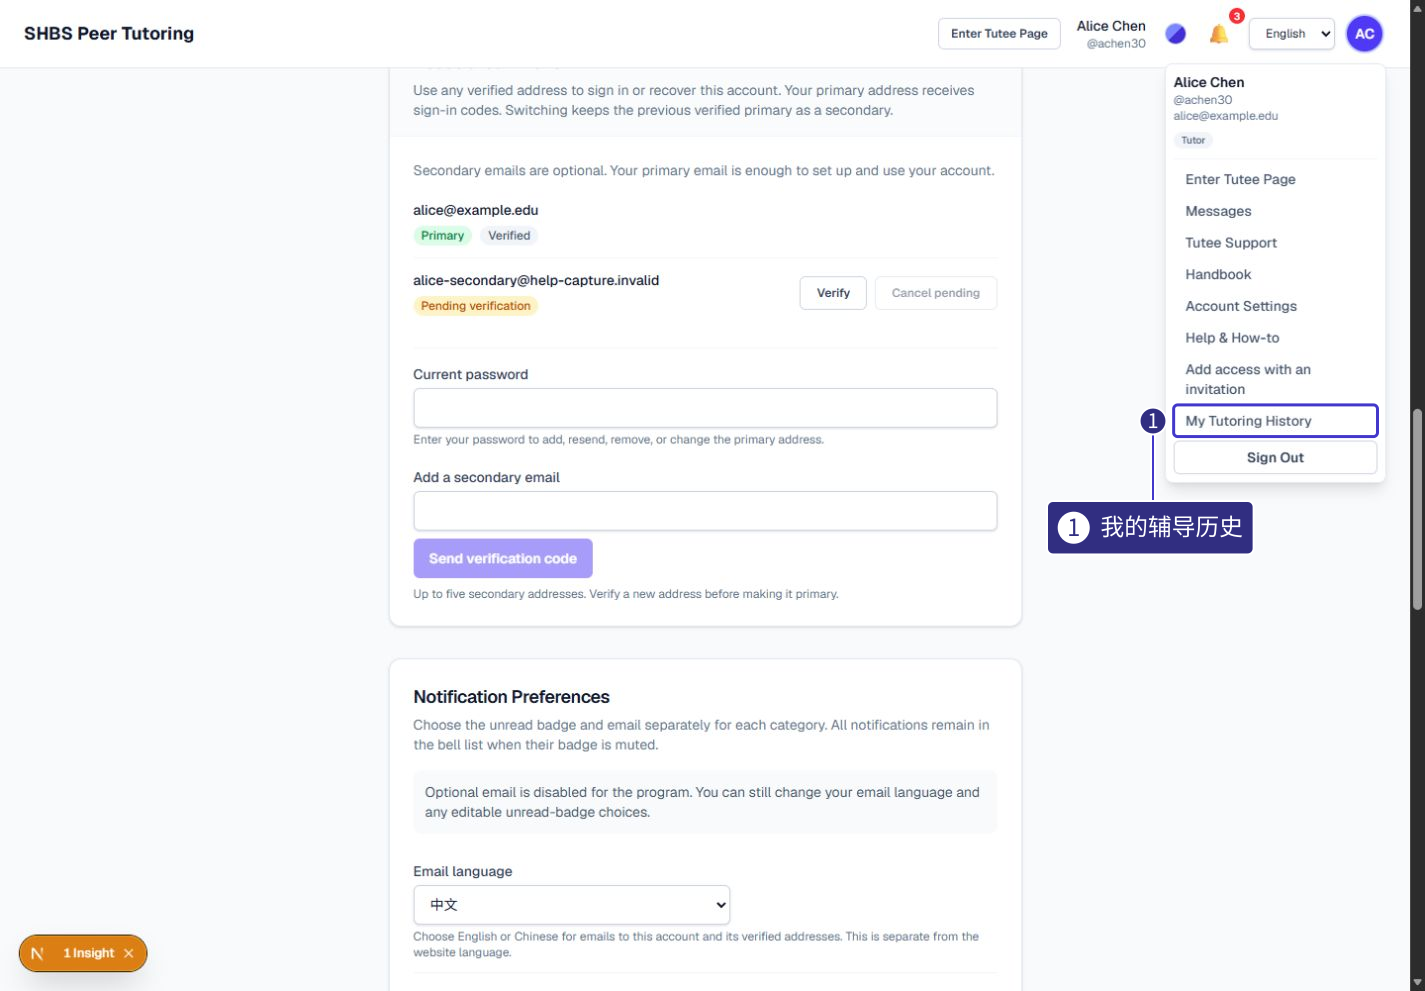 SHBS Peer Tutoring
Enter Tutee Page
Alice Chen
@achen30
3
English
AC
Use any verified address to sign in or recover this account. Your primary address receives
sign-in codes. Switching keeps the previous verified primary as a secondary.
Secondary emails are optional. Your primary email is enough to set up and use your account.
alice@example.edu
Primary
Verified
alice-secondary@help-capture.invalid
Pending verification
Verify
Cancel pending
Current password
Enter your password to add, resend, remove, or change the primary address.
Add a secondary email
Send verification code
Up to five secondary addresses. Verify a new address before making it primary.
Alice Chen
@achen30
alice@example.edu
Tutor
Enter Tutee Page
Messages
Tutee Support
Handbook
Account Settings
Help & How-to
Add access with an
invitation
1
My Tutoring History
Sign Out
1 我的辅导历史
Notification Preferences
Choose the unread badge and email separately for each category. All notifications remain in
the bell list when their badge is muted.
Optional email is disabled for the program. You can still change your email language and
any editable unread-badge choices.
Email language
中文
Choose English or Chinese for emails to this account and its verified addresses. This is separate from the
website language.
N 1 Insight ×